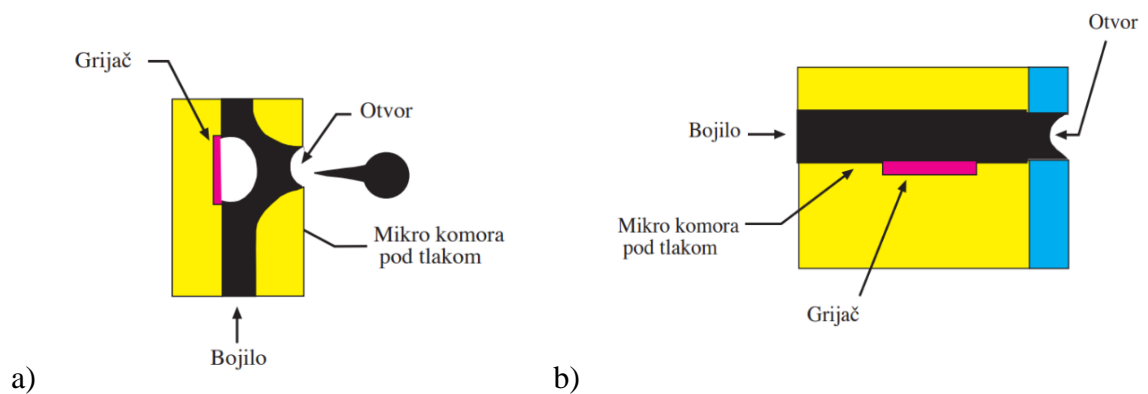 Grijač
Otvor
Mikro komora
pod tlakom
Bojilo
a)
Otvor
Bojilo
Mikro komora
pod tlakom
Grijač
b)